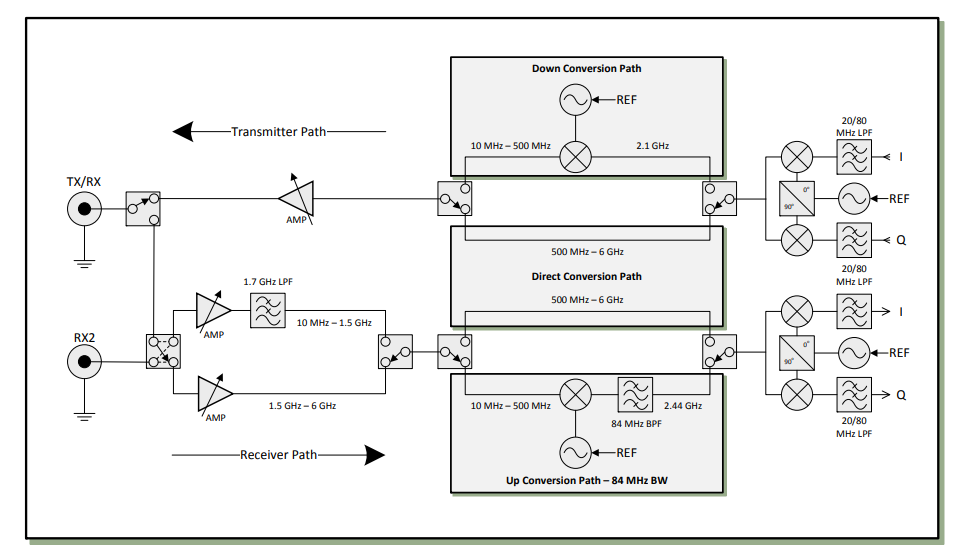 Down Conversion Path
REF
10 MHz – 500 MHz
2.1 GHz
Transmitter Path
20/80
MHz LPF
I
TX/RX
AMP
0°
90°
REF
Q
20/80
MHz LPF
500 MHz – 6 GHz
Direct Conversion Path
500 MHz – 6 GHz
1.7 GHz LPF
AMP
10 MHz – 1.5 GHz
RX2
I
0°
90°
REF
AMP
1.5 GHz – 6 GHz
10 MHz – 500 MHz
2.44 GHz
84 MHz BPF
Q
20/80
MHz LPF
Receiver Path
REF
Up Conversion Path – 84 MHz BW